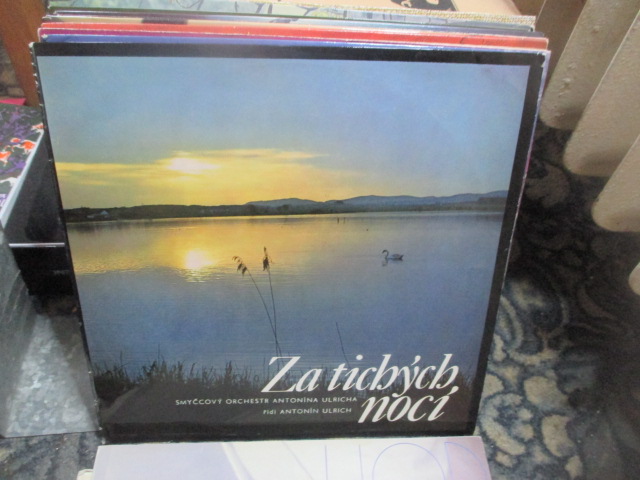 Za tichých
nocí
SMYČCOVÝ ORCHESTR ANTONÍNA ULRICHA
řídí ANTONÍN ULRICH